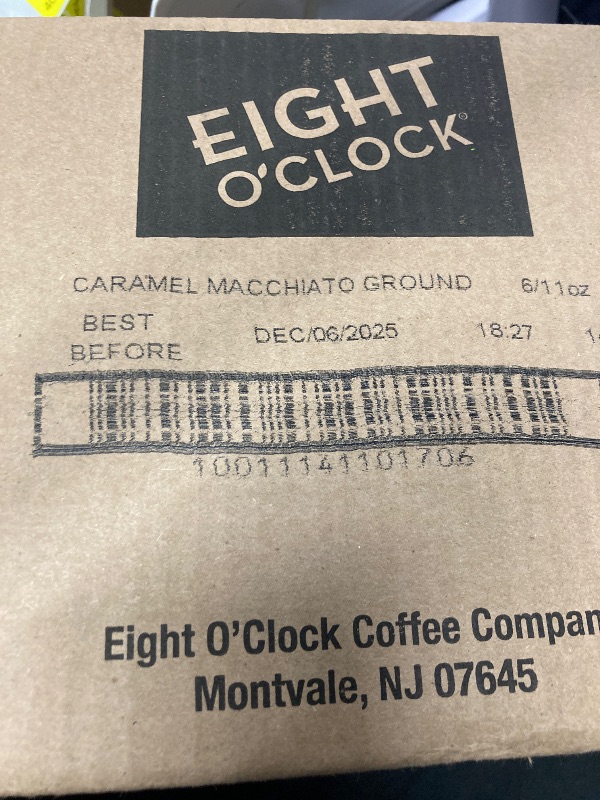 EIGHT
O'CLOCK®
CARAMEL MACCHIATO GROUND 6/11oz
BEST
BEFORE DEC/06/2025 18:27
10011141101706
Eight O'Clock Coffee
Montvale, NJ 07645